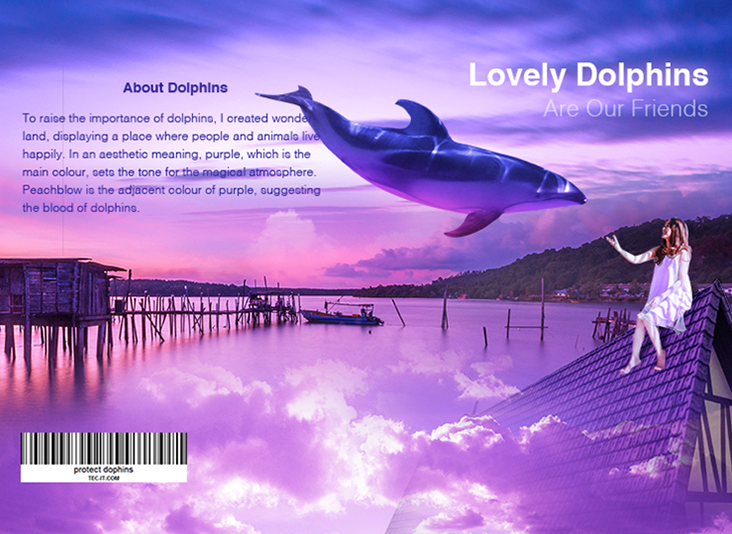 Lovely Dolphins
Are Our Friends
About Dolphins
To raise the importance of dolphins, I created wonde
land, displaying a place where people and animals live
happily. In an aesthetic meaning, purple, which is the
main colour, sets the tone for the magical atmosphere.
Peachblow is the adjacent colour of purple, suggesting
the blood of dolphins.
protect dophins
TEC-IT.COM